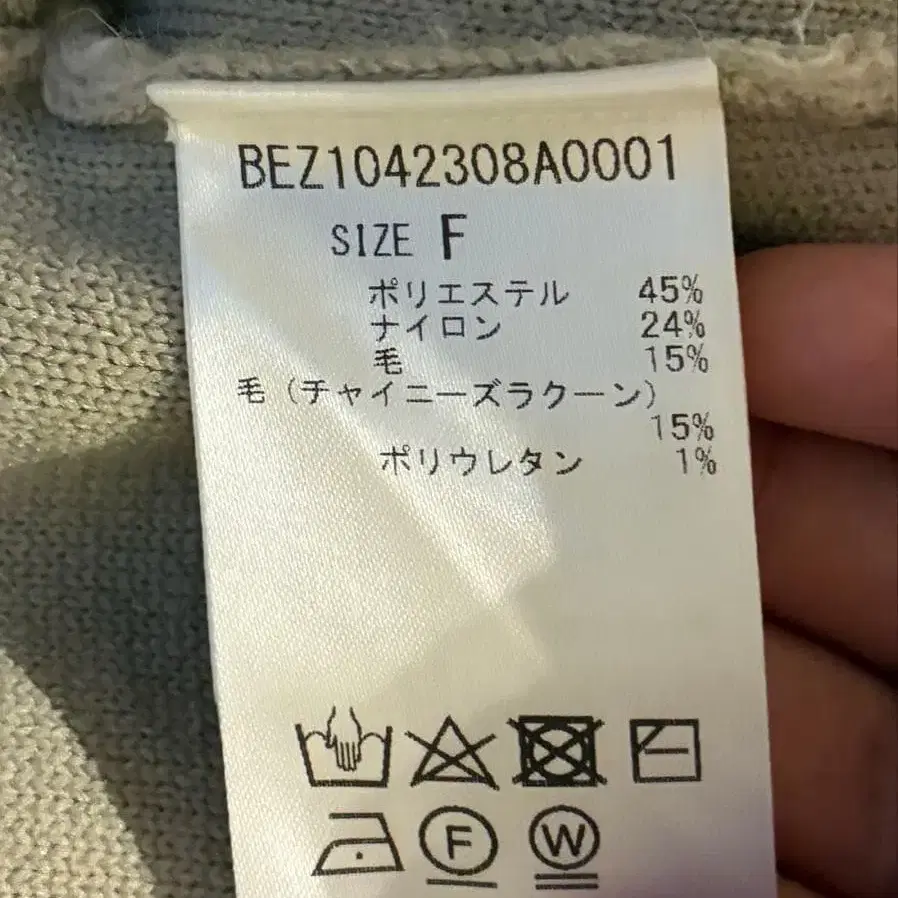 BEZ1042308A0001
SIZE F
ポリエステル 45%
ナイロン 24%
毛 15%
毛(チャイニーズラクーン)
15%
ポリウレタン 1%
F W